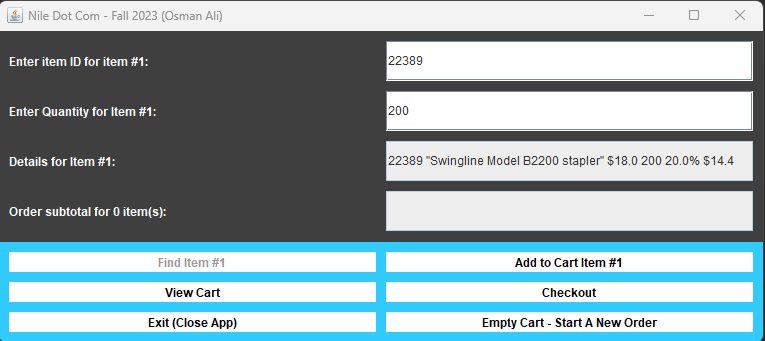 Nile Dot Com - Fall 2023 (Osman Ali)
Enter item ID for item #1: 22389
Enter Quantity for Item #1: 200
Details for Item #1: 22389 "Swingline Model B2200 stapler" $18.0 200 20.0% $14.4
Order subtotal for 0 item(s):
Find Item #1 Add to Cart Item #1
View Cart Checkout
Exit (Close App) Empty Cart - Start A New Order